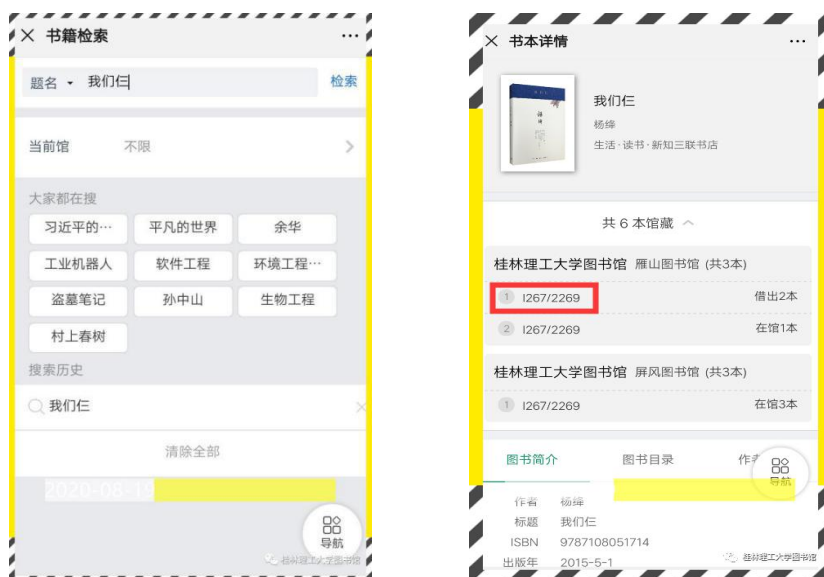 书籍检索
题名 我们仨
检索
当前馆 不限
大家都在搜
习近平的… 平凡的世界 余华
工业机器人 软件工程 环境工程…
盗墓笔记 孙中山 生物工程
村上春树
搜索历史
我们仨
清除全部
2020-08-19
导航
桂林理工大学图书馆
书本详情
我们仨
杨绛
生活·读书·新知三联书店
共 6 本馆藏
桂林理工大学图书馆 雁山图书馆 (共3本)
1 I267/2269 借出2本
2 I267/2269 在馆1本
桂林理工大学图书馆 屏风图书馆 (共3本)
1 I267/2269 在馆3本
图书简介 图书目录 作者
导航
作者 杨绛
标题 我们仨
ISBN 9787108051714
出版年 2015-5-1
桂林理工大学图书馆